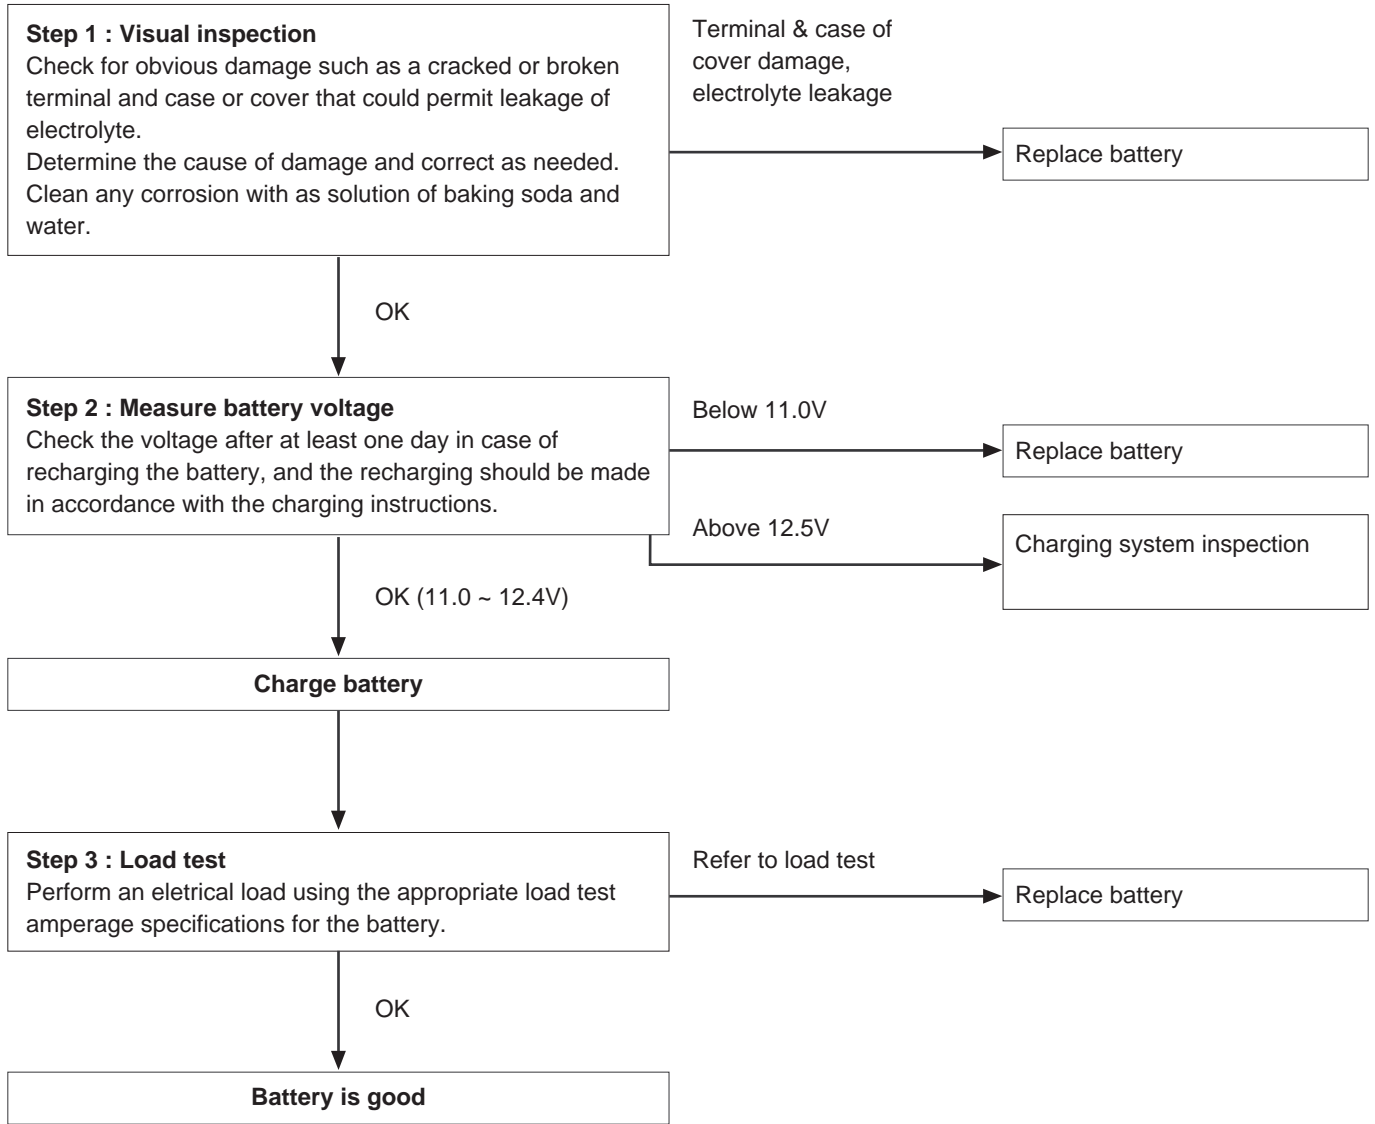 Step 1 : Visual inspection
Check for obvious damage such as a cracked or broken
terminal and case or cover that could permit leakage of
electrolyte.
Determine the cause of damage and correct as needed.
Clean any corrosion with as solution of baking soda and
water.
Terminal & case of
cover damage,
electrolyte leakage
Replace battery
OK
Step 2 : Measure battery voltage
Check the voltage after at least one day in case of
recharging the battery, and the recharging should be made
in accordance with the charging instructions.
Below 11.0V
Replace battery
Above 12.5V
Charging system inspection
OK (11.0 ~ 12.4V)
Charge battery
Step 3 : Load test
Perform an eletrical load using the appropriate load test
amperage specifications for the battery.
Refer to load test
Replace battery
OK
Battery is good